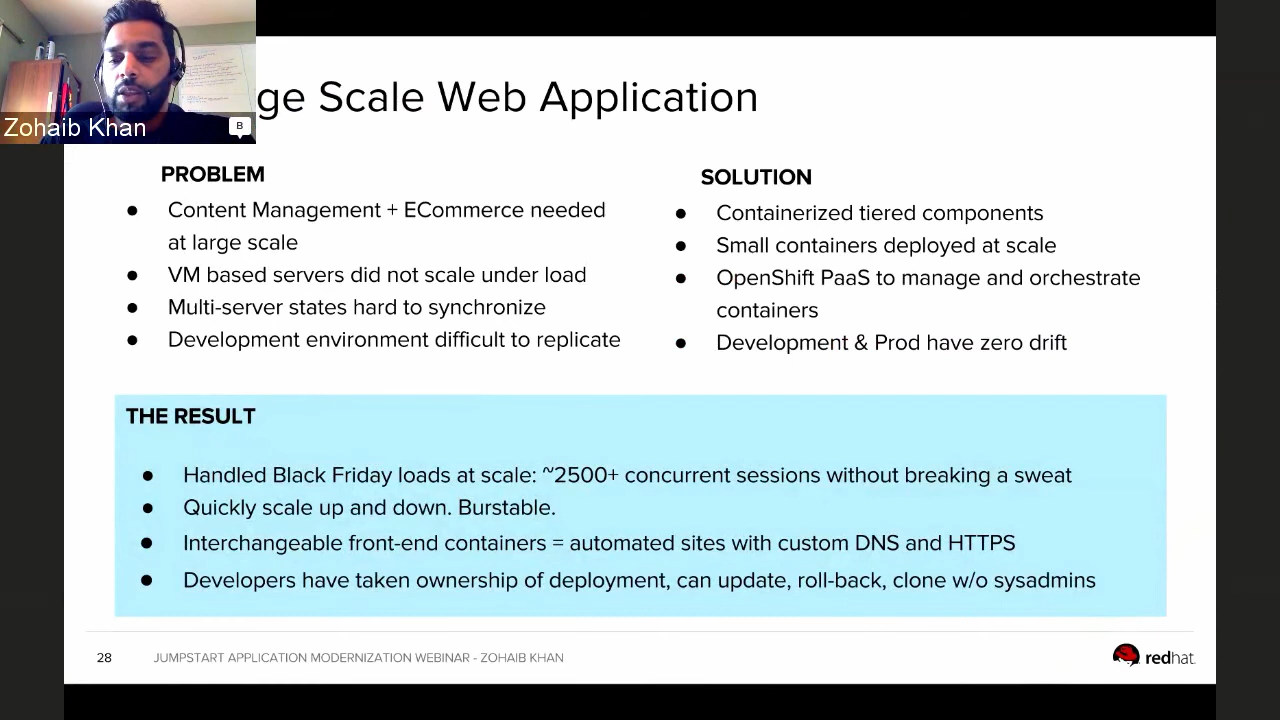 Zohaib Khan
B
ge Scale Web Application
PROBLEM
● Content Management + ECommerce needed
at large scale
● VM based servers did not scale under load
● Multi-server states hard to synchronize
● Development environment difficult to replicate
SOLUTION
● Containerized tiered components
● Small containers deployed at scale
● OpenShift PaaS to manage and orchestrate
containers
● Development & Prod have zero drift
THE RESULT
● Handled Black Friday loads at scale: ~2500+ concurrent sessions without breaking a sweat
● Quickly scale up and down. Burstable.
● Interchangeable front-end containers = automated sites with custom DNS and HTTPS
● Developers have taken ownership of deployment, can update, roll-back, clone w/o sysadmins
28 JUMPSTART APPLICATION MODERNIZATION WEBINAR - ZOHAIB KHAN
redhat.